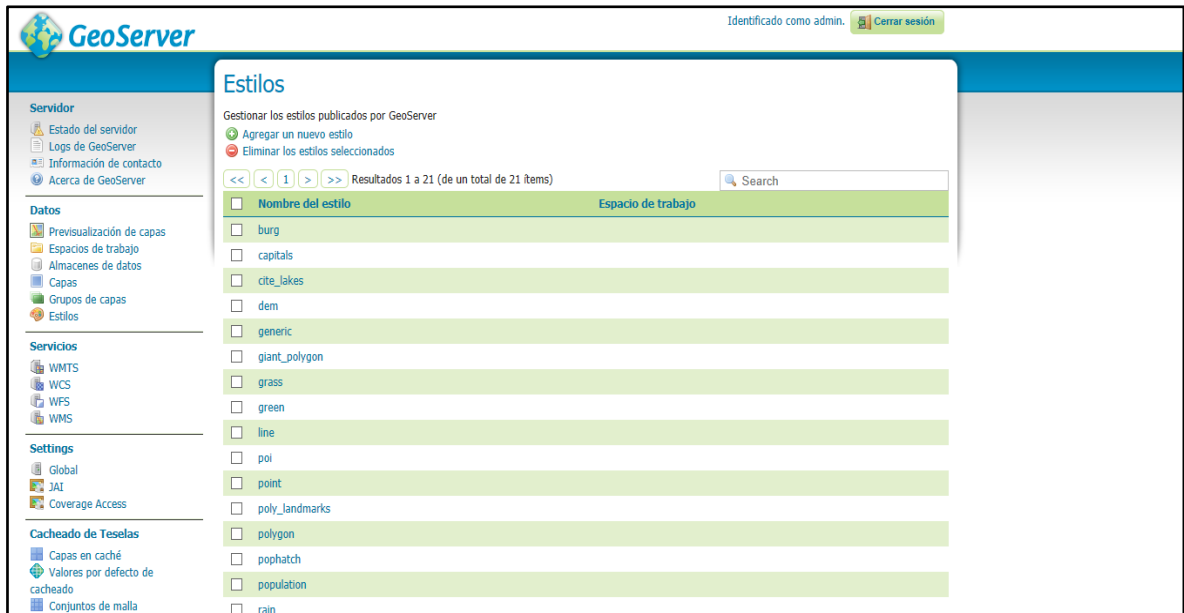 GeoServer
Identificado como admin.
Cerrar sesión
Servidor
Estado del servidor
Logs de GeoServer
Información de contacto
Acerca de GeoServer
Datos
Previsualización de capas
Espacios de trabajo
Almacenes de datos
Capas
Grupos de capas
Estilos
Servicios
WMTS
WCS
WFS
WMS
Settings
Global
JAI
Coverage Access
Cacheado de Teselas
Capas en caché
Valores por defecto de
cacheado
Conjuntos de malla
Estilos
Gestionar los estilos publicados por GeoServer
Agregar un nuevo estilo
Eliminar los estilos seleccionados
<< < 1 > >> Resultados 1 a 21 (de un total de 21 ítems)
Search
Nombre del estilo Espacio de trabajo
burg
capitals
cite_lakes
dem
generic
giant_polygon
grass
green
line
poi
point
poly_landmarks
polygon
pophatch
population
rain